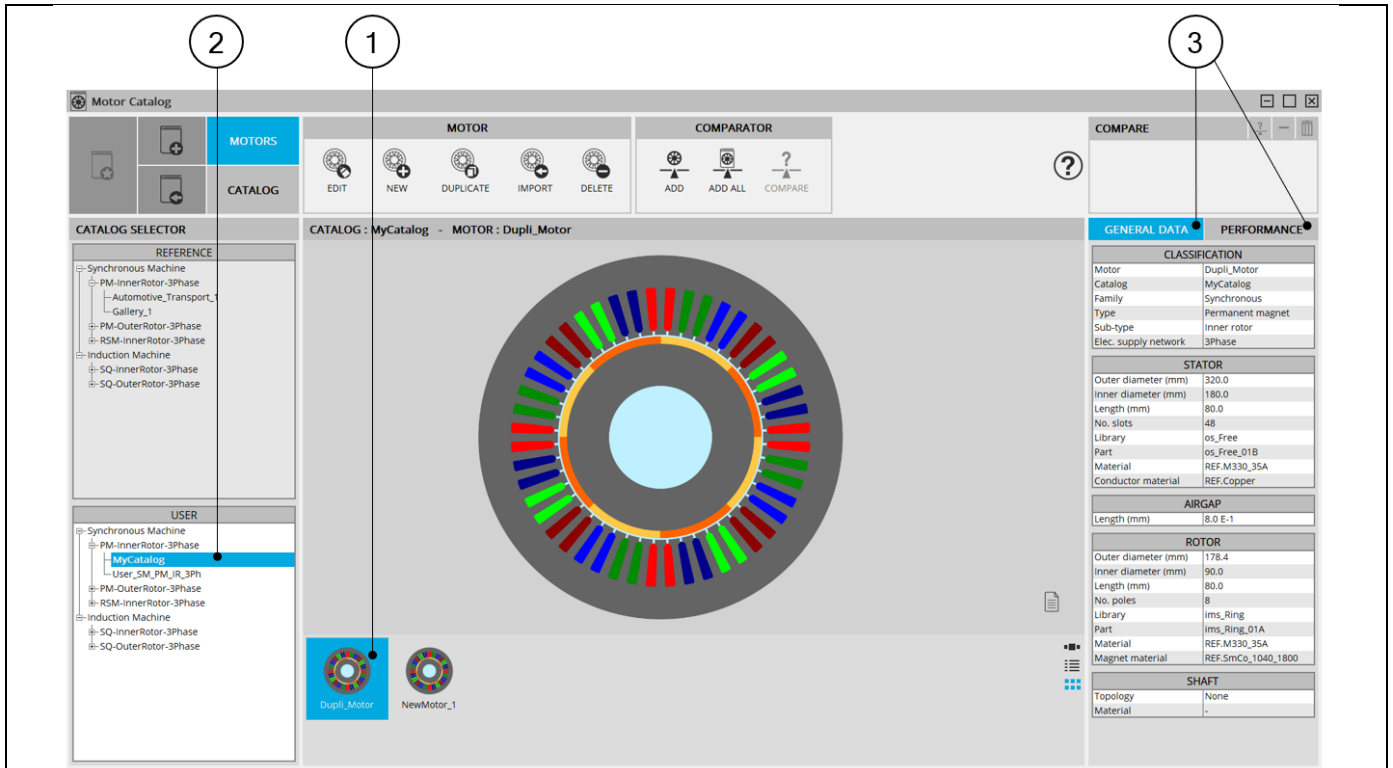 2
1
3
Motor Catalog
MOTORS
CATALOG
MOTOR
EDIT
NEW
DUPLICATE
IMPORT
DELETE
COMPARATOR
ADD
ADD ALL
COMPARE
?
COMPARE
CATALOG SELECTOR
REFERENCE
Synchronous Machine
PM-InnerRotor-3Phase
Automotive_Transport_1
Gallery_1
PM-OuterRotor-3Phase
RSM-InnerRotor-3Phase
Induction Machine
SQ-InnerRotor-3Phase
SQ-OuterRotor-3Phase
USER
Synchronous Machine
PM-InnerRotor-3Phase
MyCatalog
User_SM_PM_IR_3Ph
PM-OuterRotor-3Phase
RSM-InnerRotor-3Phase
Induction Machine
SQ-InnerRotor-3Phase
SQ-OuterRotor-3Phase
CATALOG : MyCatalog - MOTOR : Dupli_Motor
Dupli_Motor
NewMotor_1
GENERAL DATA
PERFORMANCE
CLASSIFICATION
Motor Dupli_Motor
Catalog MyCatalog
Family Synchronous
Type Permanent magnet
Sub-type Inner rotor
Elec. supply network 3Phase
STATOR
Outer diameter (mm) 320.0
Inner diameter (mm) 180.0
Length (mm) 80.0
No. slots 48
Library os_Free
Part os_Free_01B
Material REF.M330_35A
Conductor material REF.Copper
AIRGAP
Length (mm) 8.0 E-1
ROTOR
Outer diameter (mm) 178.4
Inner diameter (mm) 90.0
Length (mm) 80.0
No. poles 8
Library ims_Ring
Part ims_Ring_01A
Material REF.M330_35A
Magnet material REF.SmCo_1040_1800
SHAFT
Topology None
Material -